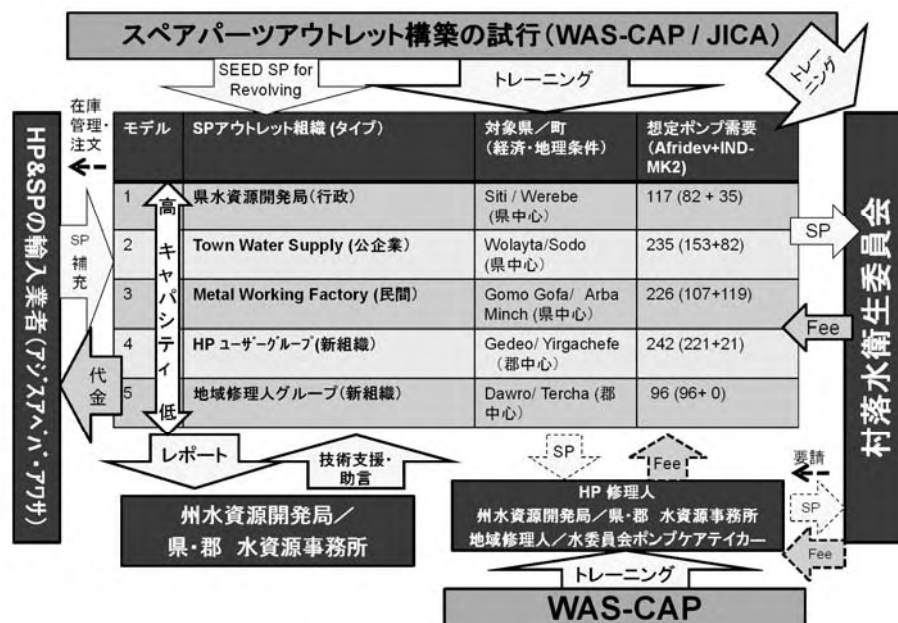 スペアパーツアウトレット構築の試行(WAS-CAP / JICA)
SEED SP for
Revolving
トレーニング
トレー
ニング
在庫
管理・
注文
HP&SPの輸入業者(アジスアベバ・アワサ)
SP
補充
代
金
モデル
SPアウトレット組織 (タイプ)
対象県／町
(経済・地理条件)
想定ポンプ需要
(Afridev+IND-
MK2)
1
県水資源開発局(行政)
Siti / Werebe
(県中心)
117 (82 + 35)
2
Town Water Supply (公企業)
Wolayta/Sodo
(県中心)
235 (153+82)
3
Metal Working Factory (民間)
Gomo Gofa/ Arba
Minch (県中心)
226 (107+119)
4
HP ユーザーグループ(新組織)
Gedeo/ Yirgachefe
(郡中心)
242 (221+21)
5
地域修理人グループ(新組織)
Dawro/ Tercha (郡
中心)
96 (96+ 0)
高 キャパシティ 低
SP
Fee
村落水衛生委員会
レポート
技術支援・
助言
SP
Fee
要請
州水資源開発局／
県・郡 水資源事務所
HP 修理人
州水資源開発局／県・郡 水資源事務所
地域修理人／水委員会ポンプケアテイカー
SP
Fee
トレーニング
WAS-CAP